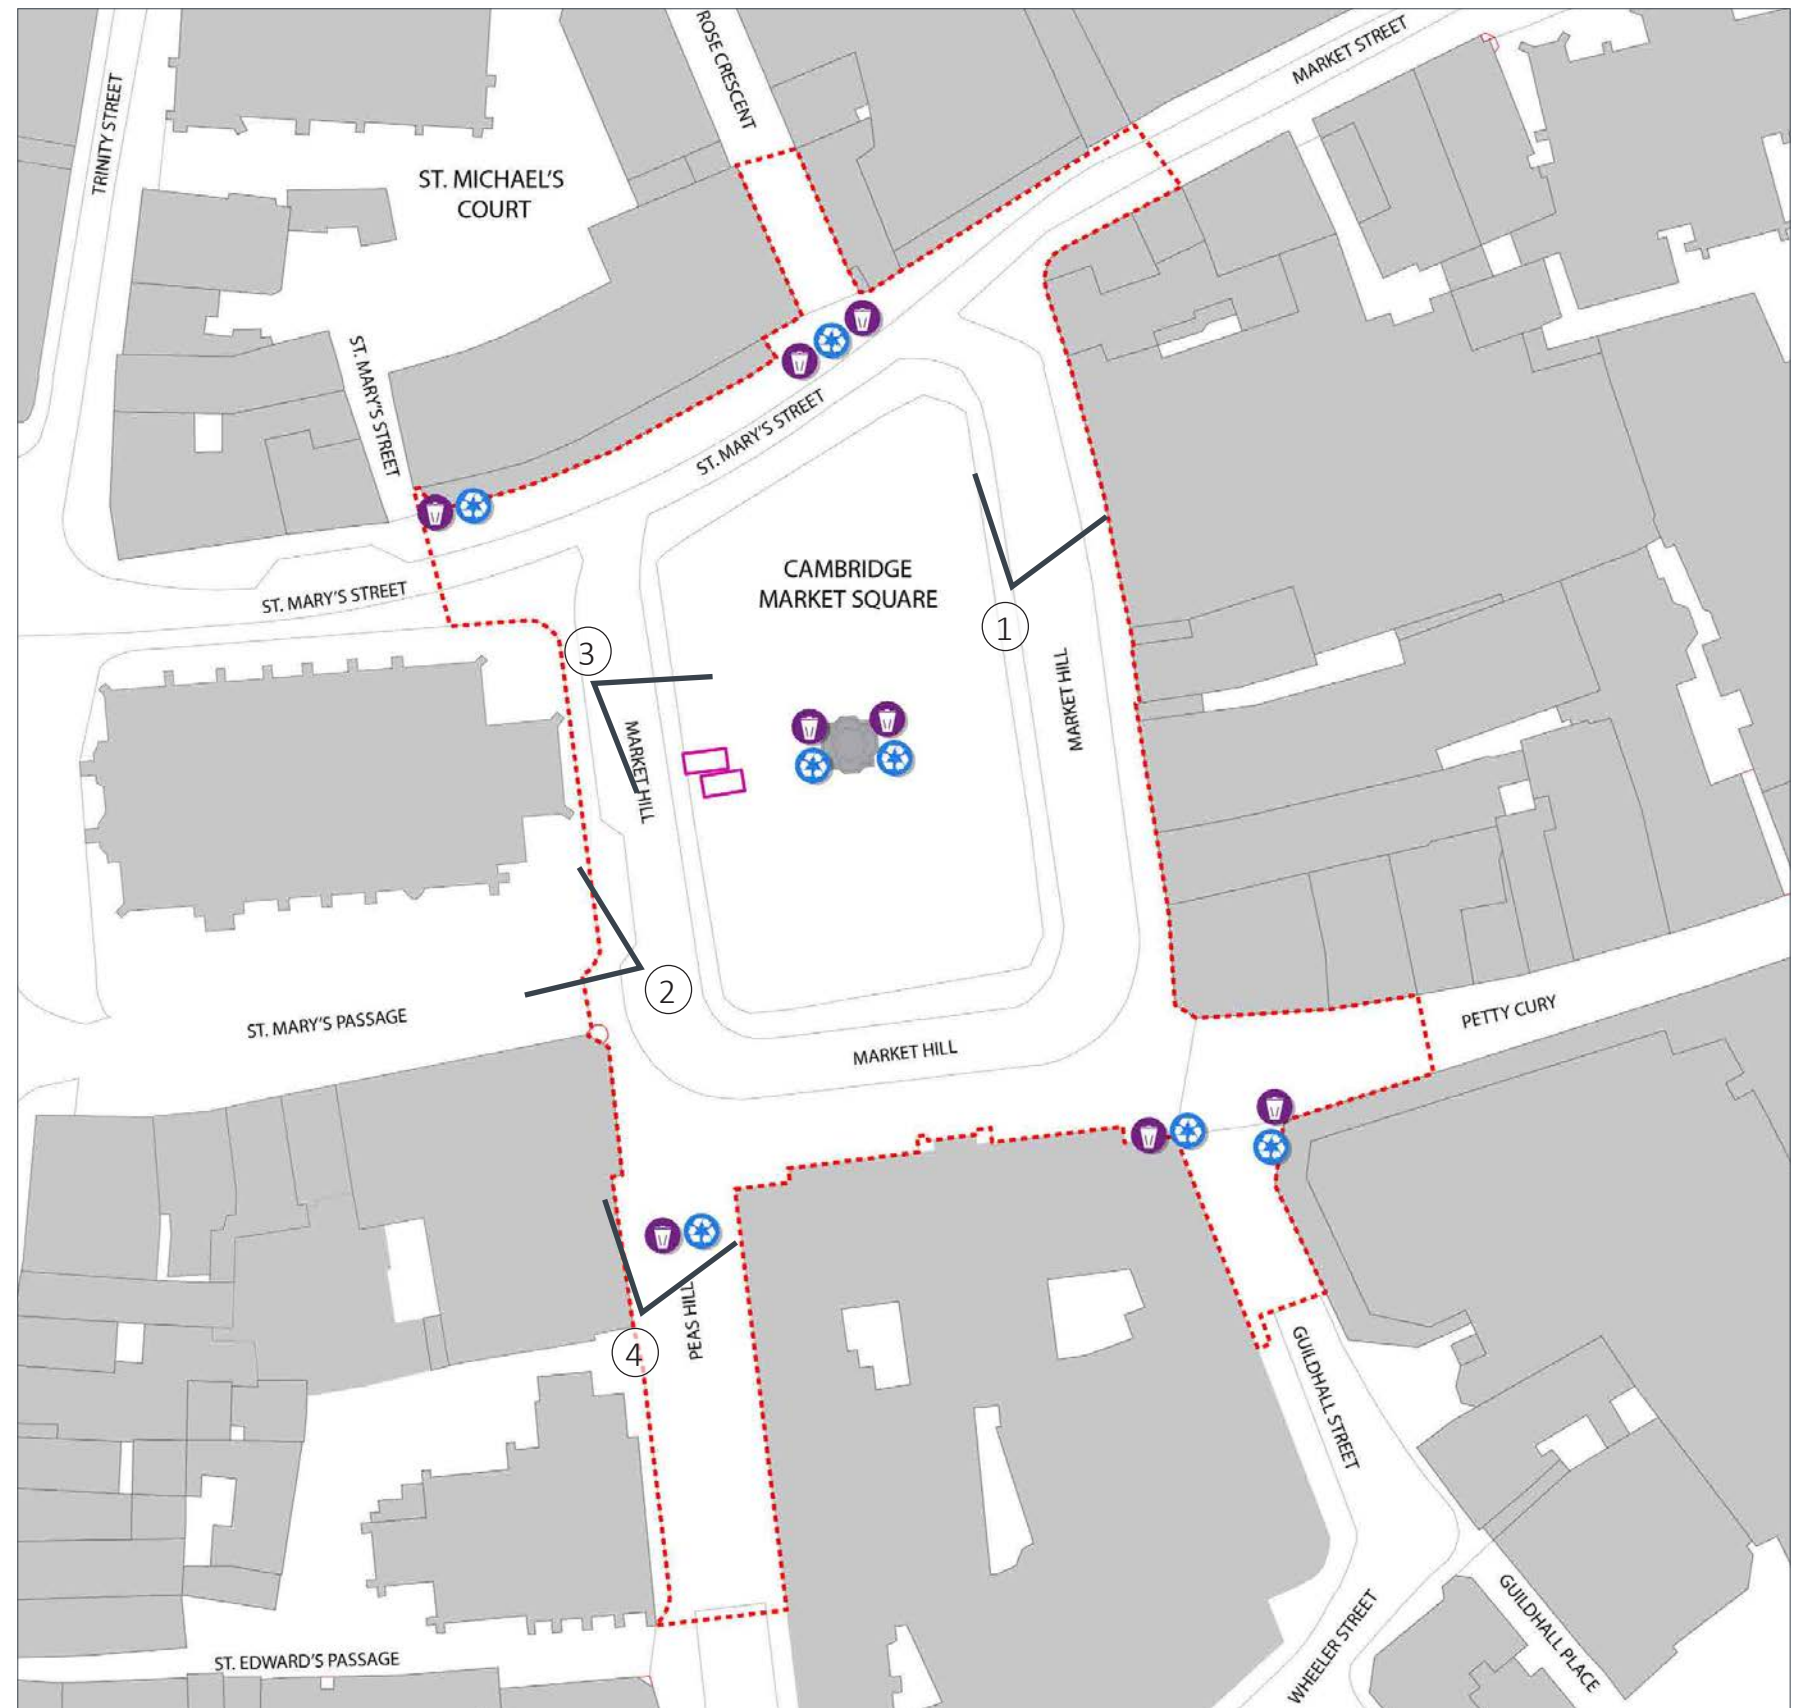 TRINITY STREET
ROSE CRESCENT
MARKET STREET
ST. MICHAEL'S
COURT
ST. MARY'S STREET
ST. MARY'S STREET
ST. MARY'S STREET
CAMBRIDGE
MARKET SQUARE
1
3
MARKET HILL
MARKET HILL
2
ST. MARY'S PASSAGE
MARKET HILL
PETTY CURY
PEAS HILL
4
GUILDHALL STREET
ST. EDWARD'S PASSAGE
WHEELER STREET
GUILDHALL PLACE